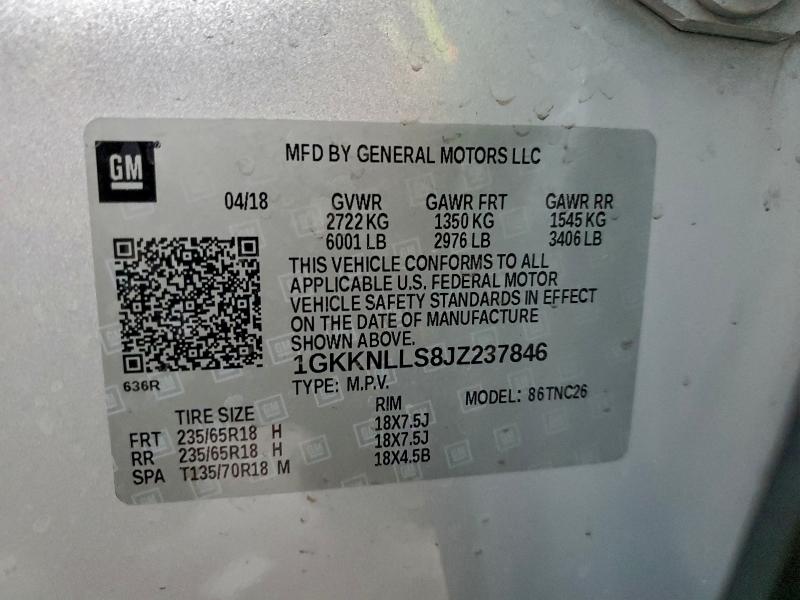 GM
MFD BY GENERAL MOTORS LLC
04/18 GVWR GAWR FRT GAWR RR
2722 KG 1350 KG 1545 KG
6001 LB 2976 LB 3406 LB
THIS VEHICLE CONFORMS TO ALL
APPLICABLE U.S. FEDERAL MOTOR
VEHICLE SAFETY STANDARDS IN EFFECT
ON THE DATE OF MANUFACTURE
SHOWN ABOVE.
1GKKNLLS8JZ237846
636R
TYPE: M.P.V. MODEL: 86TNC26
TIRE SIZE RIM
FRT 235/65R18 H 18X7.5J
RR 235/65R18 H 18X7.5J
SPA T135/70R18 M 18X4.5B